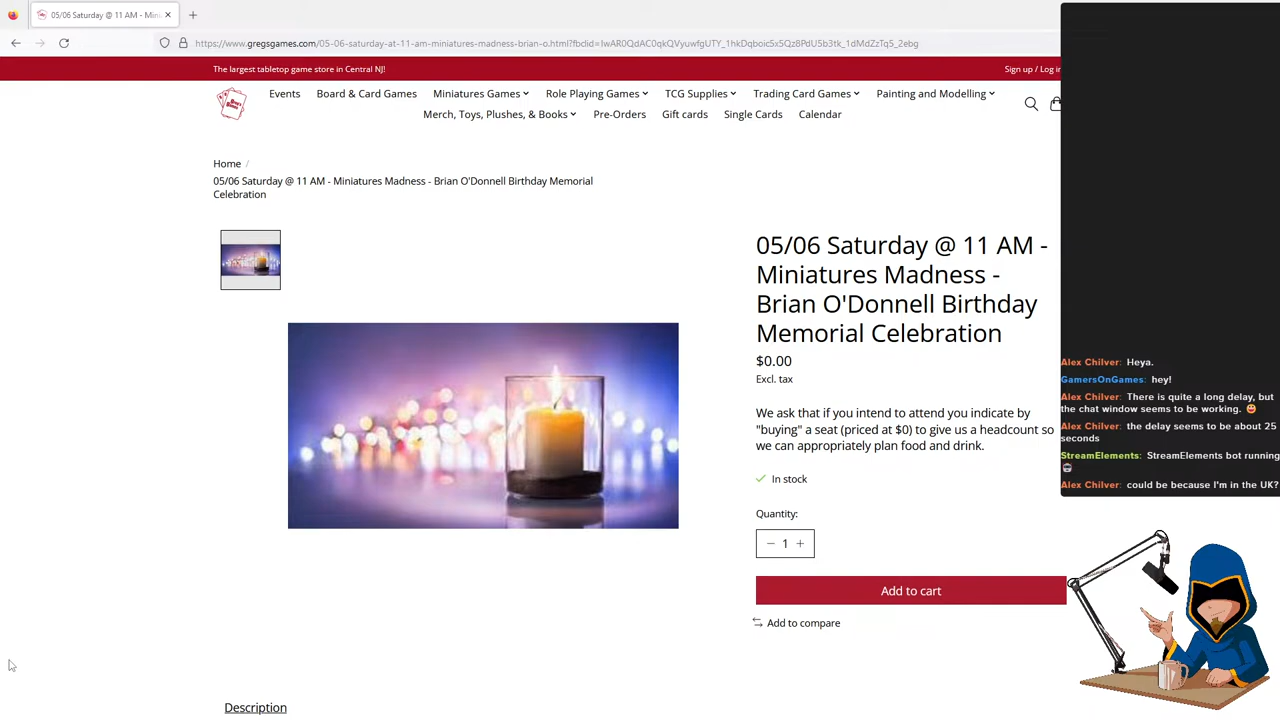 05/06 Saturday @ 11 AM - Min
https://www.gregsgames.com/05-06-saturday-at-11-am-miniatures-madness-brian-o.html?fbclid=IwAR0QdAC0qkQVyuwfgUTY_1hkDqboic5x5Qz8PdU5b3tk_1dMdZzTq5_2ebg
The largest tabletop game store in Central NJ!
Sign up / Log in
Events
Board & Card Games
Miniatures Games
Role Playing Games
TCG Supplies
Trading Card Games
Painting and Modelling
Merch, Toys, Plushes, & Books
Pre-Orders
Gift cards
Single Cards
Calendar
Home /
05/06 Saturday @ 11 AM - Miniatures Madness - Brian O'Donnell Birthday Memorial
Celebration
05/06 Saturday @ 11 AM -
Miniatures Madness -
Brian O'Donnell Birthday
Memorial Celebration
$0.00
Excl. tax
We ask that if you intend to attend you indicate by
"buying" a seat (priced at $0) to give us a headcount so
we can appropriately plan food and drink.
In stock
Quantity:
− 1 +
Add to cart
Add to compare
Description
Alex Chilver: Heya.
GamersOnGames: hey!
Alex Chilver: There is quite a long delay, but
the chat window seems to be working.
Alex Chilver: the delay seems to be about 25
seconds
StreamElements: StreamElements bot running
Alex Chilver: could be because I'm in the UK?